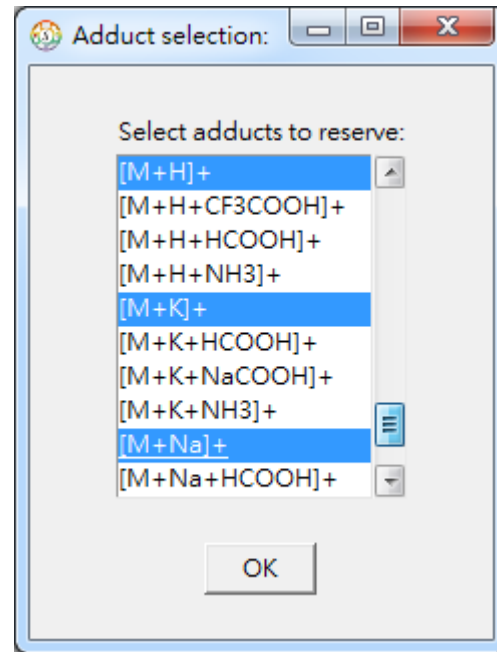 Adduct selection:
Select adducts to reserve:
[M+H]+
[M+H+CF3COOH]+
[M+H+HCOOH]+
[M+H+NH3]+
[M+K]+
[M+K+HCOOH]+
[M+K+NaCOOH]+
[M+K+NH3]+
[M+Na]+
[M+Na+HCOOH]+
OK